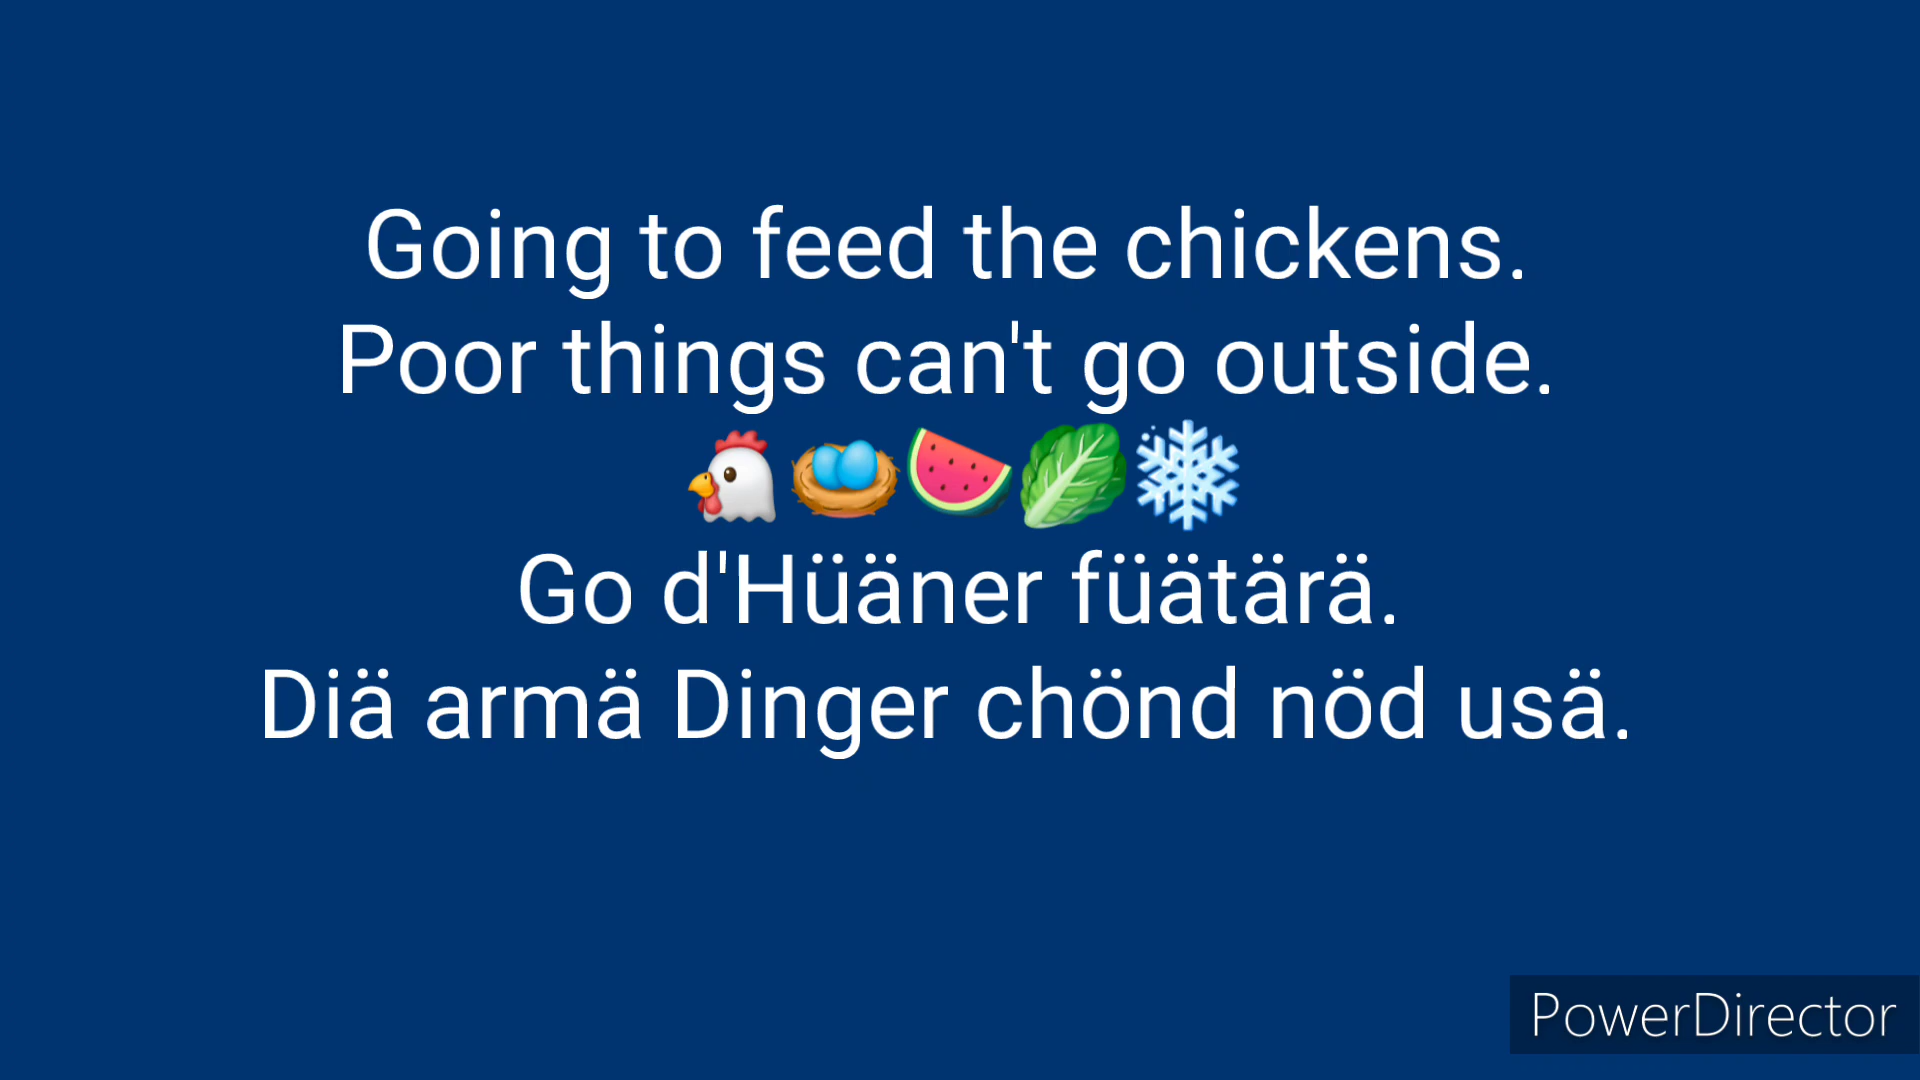 Going to feed the chickens.
Poor things can't go outside.
🐔🪺🍉🥬❄️
Go d'Hüäner füätärä.
Diä armä Dinger chönd nöd usä.
PowerDirector